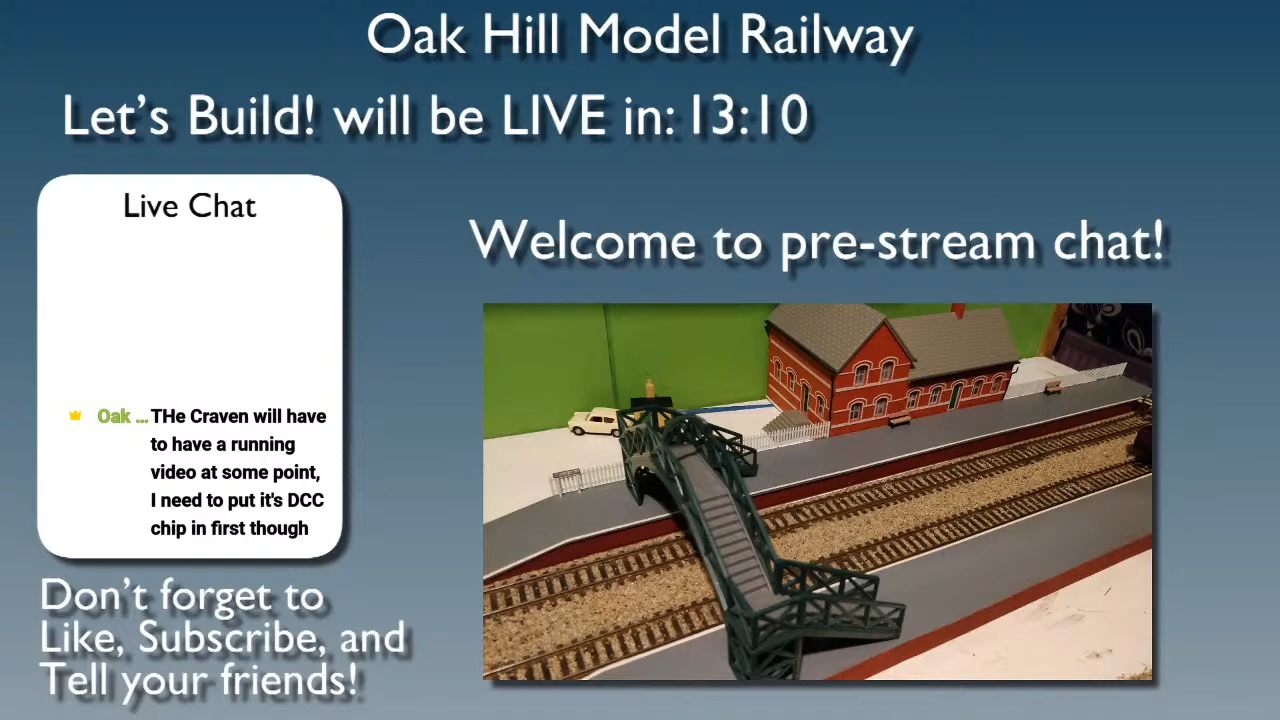 Oak Hill Model Railway
Let's Build! will be LIVE in: 13:10
Live Chat
Welcome to pre-stream chat!
Oak ... THe Craven will have
to have a running
video at some point,
I need to put it's DCC
chip in first though
Don't forget to
Like, Subscribe, and
Tell your friends!